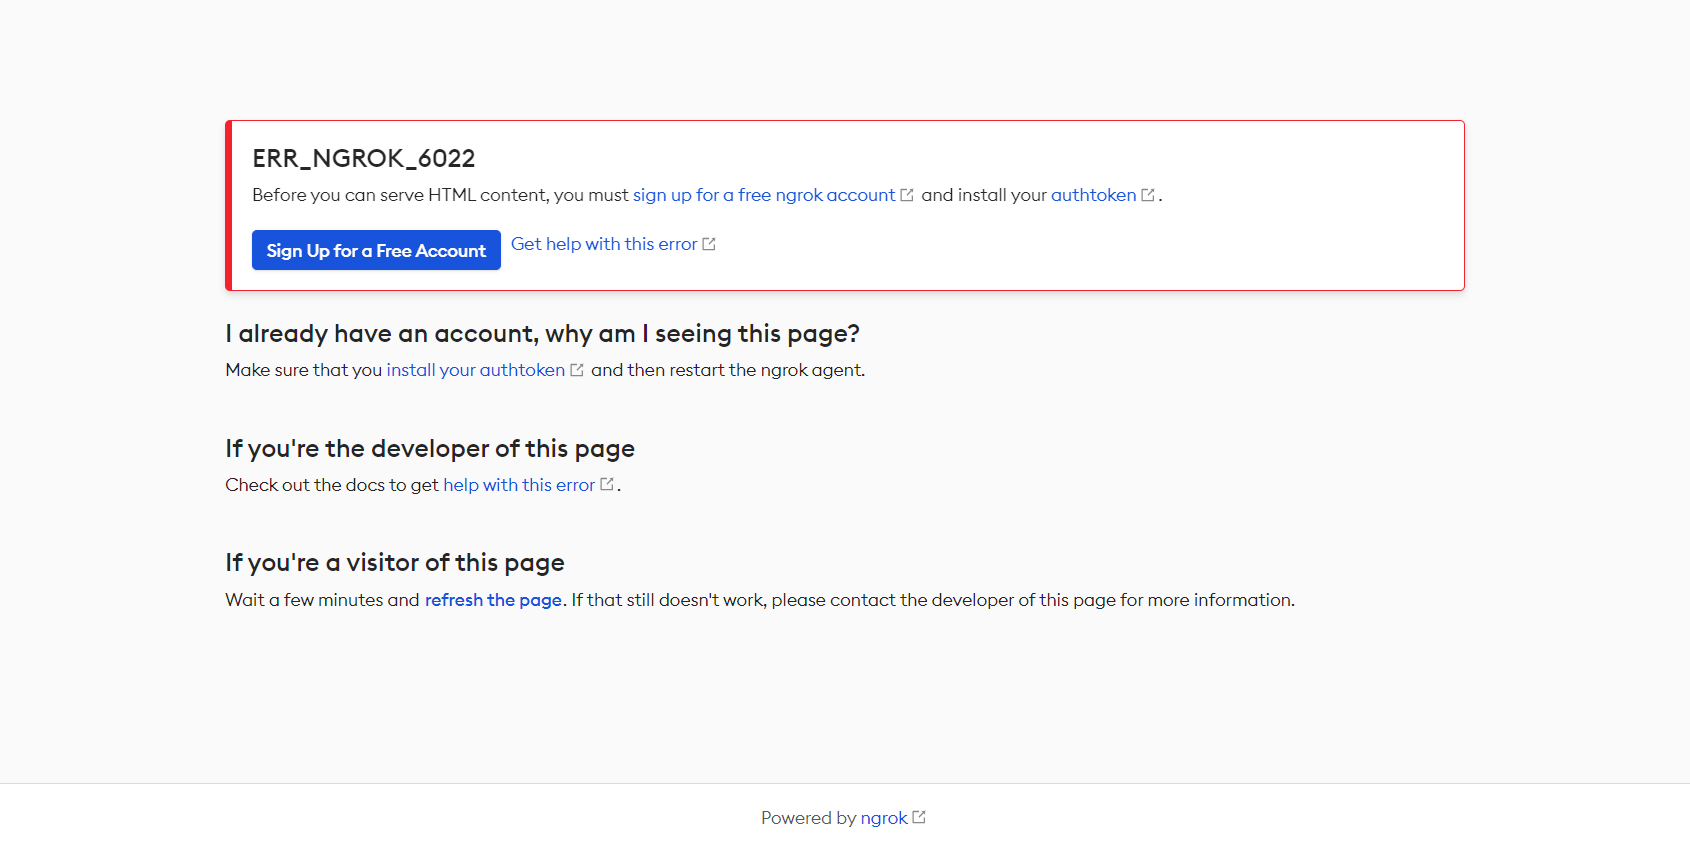 ERR_NGROK_6022
Before you can serve HTML content, you must sign up for a free ngrok account and install your authtoken.
Sign Up for a Free Account Get help with this error
I already have an account, why am I seeing this page?
Make sure that you install your authtoken and then restart the ngrok agent.
If you're the developer of this page
Check out the docs to get help with this error.
If you're a visitor of this page
Wait a few minutes and refresh the page. If that still doesn't work, please contact the developer of this page for more information.
Powered by ngrok